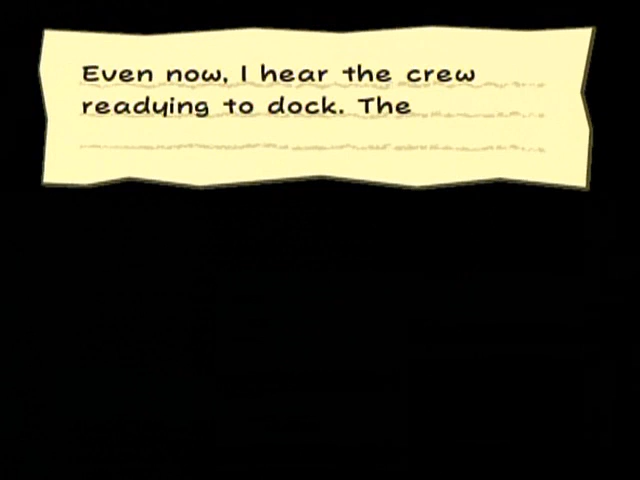 Even now, I hear the crew
readying to dock. The